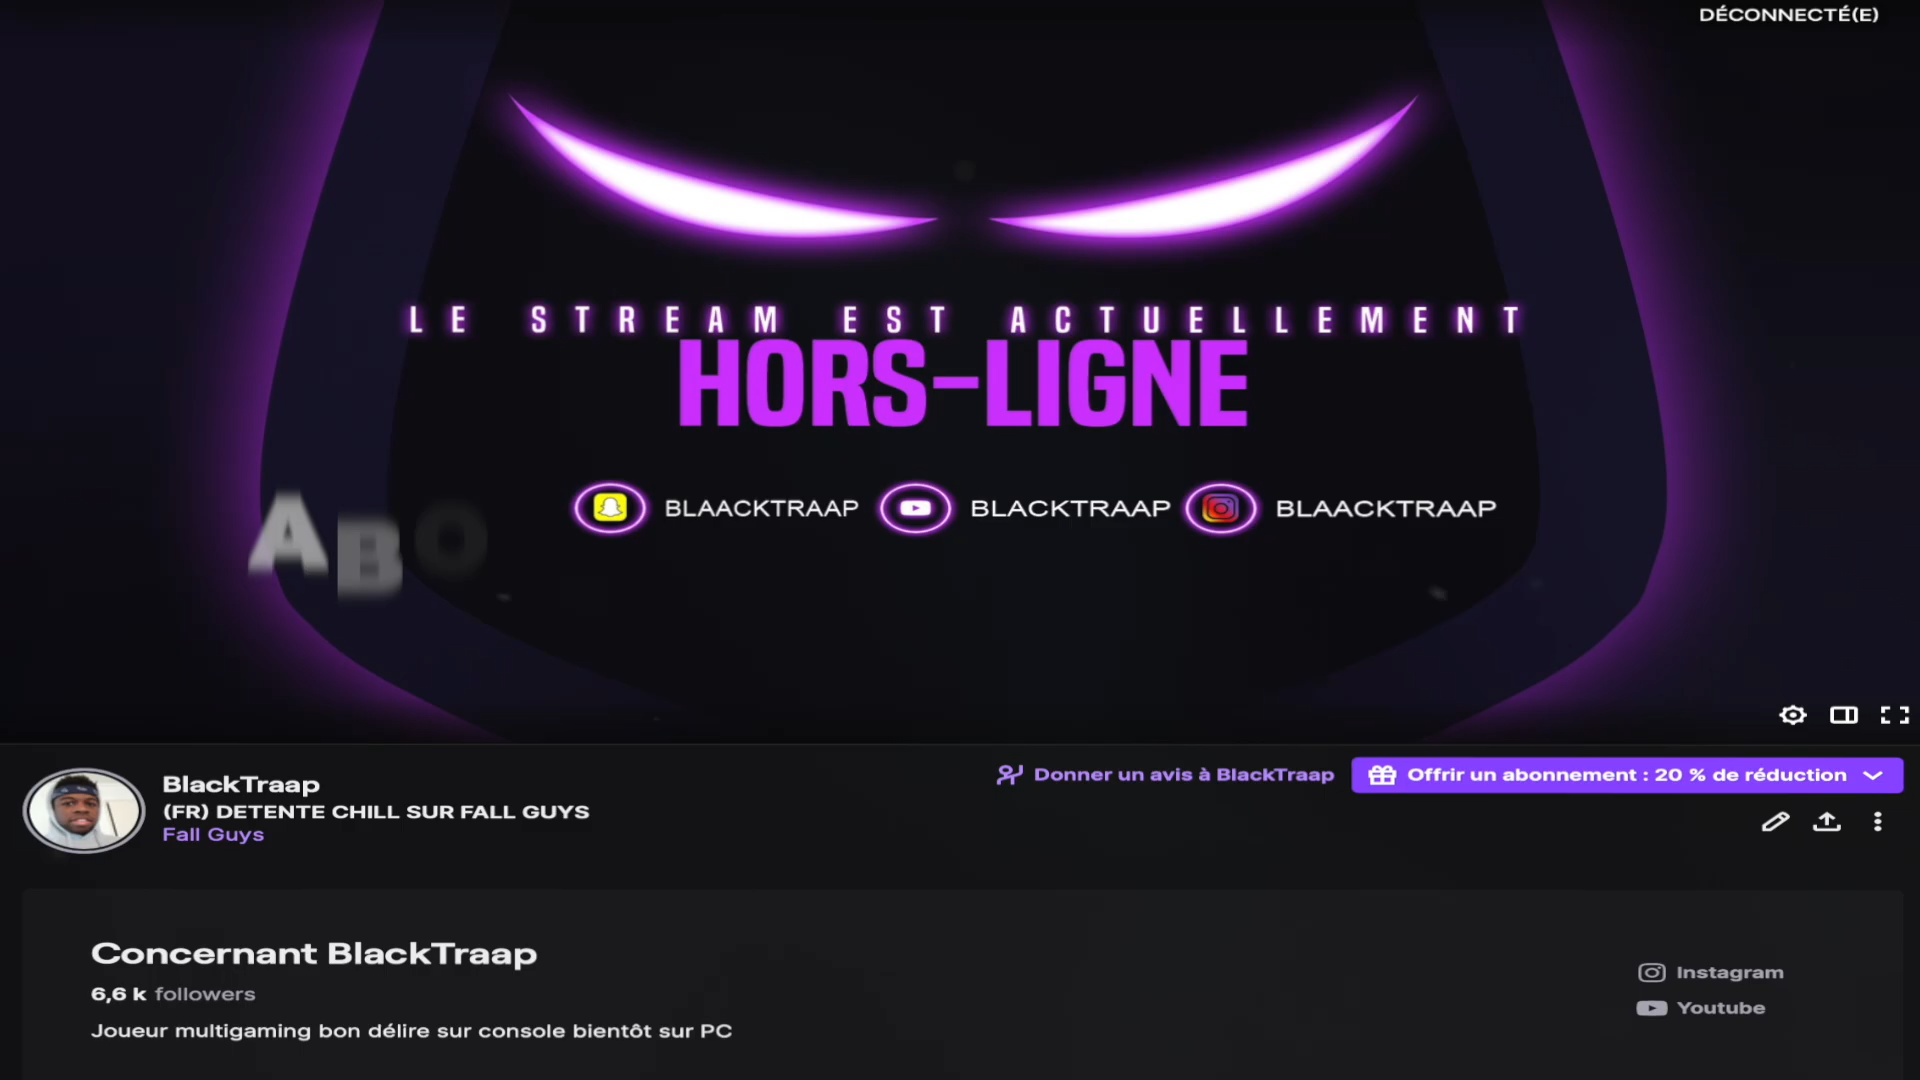 DÉCONNECTÉ(E)
LE STREAM EST ACTUELLEMENT
HORS-LIGNE
BLAACKTRAAP BLACKTRAAP BLAACKTRAAP
ABO
BlackTraap
(FR) DETENTE CHILL SUR FALL GUYS
Fall Guys
Donner un avis à BlackTraap
Offrir un abonnement : 20 % de réduction
Concernant BlackTraap
6,6 k followers
Joueur multigaming bon délire sur console bientôt sur PC
Instagram
Youtube